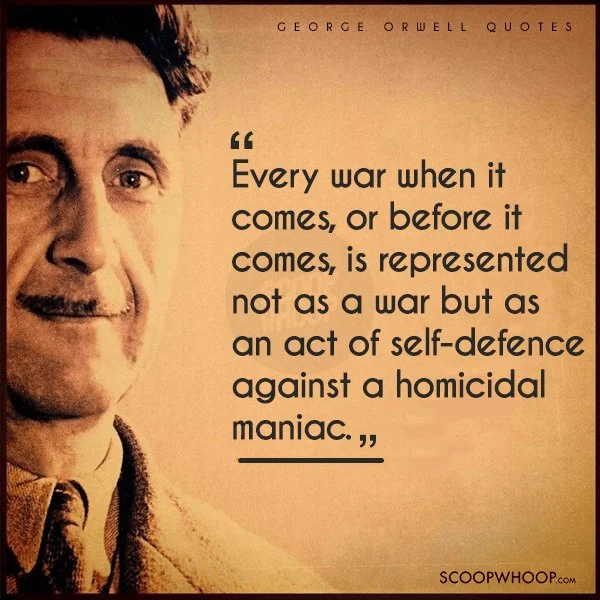 GEORGE ORWELL QUOTES
“
Every war when it
comes, or before it
comes, is represented
not as a war but as
an act of self-defence
against a homicidal
maniac.„
SCOOPWHOOP.COM